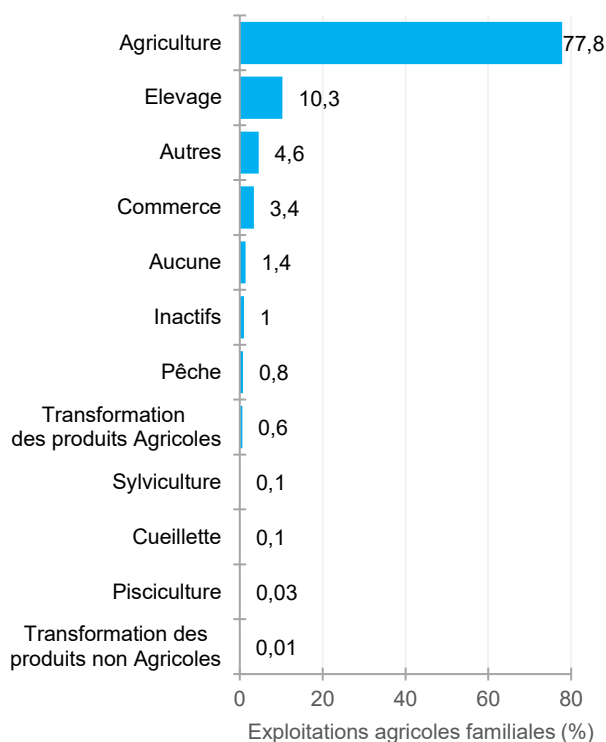 Agriculture 77,8
Elevage 10,3
Autres 4,6
Commerce 3,4
Aucune 1,4
Inactifs 1
Pêche 0,8
Transformation
des produits Agricoles 0,6
Sylviculture 0,1
Cueillette 0,1
Pisciculture 0,03
Transformation des
produits non Agricoles 0,01
0 20 40 60 80
Exploitations agricoles familiales (%)